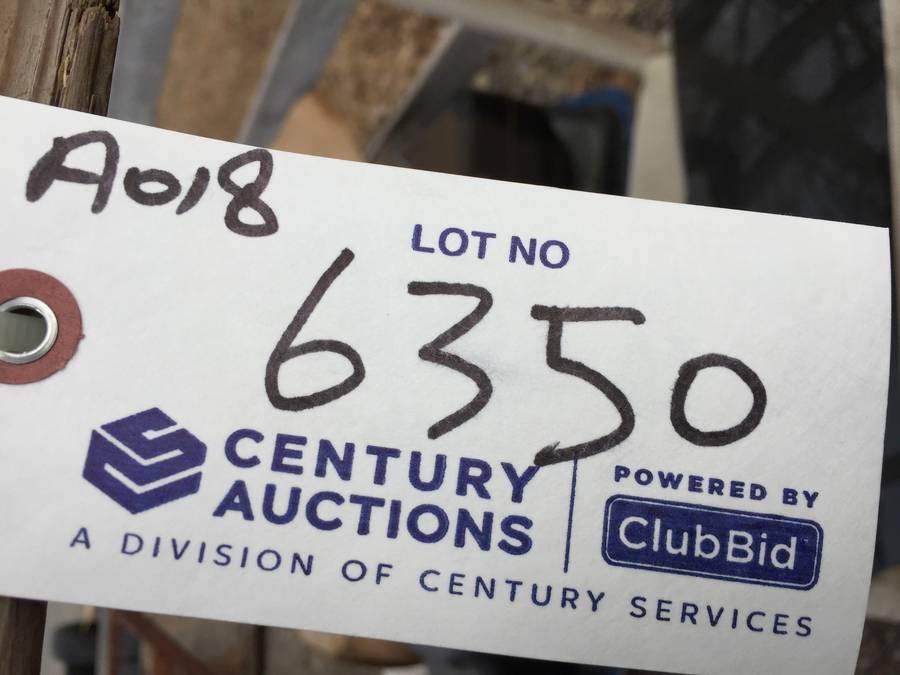 A018
LOT NO
6350
CENTURY
AUCTIONS
A DIVISION OF CENTURY SERVICES
POWERED BY
ClubBid